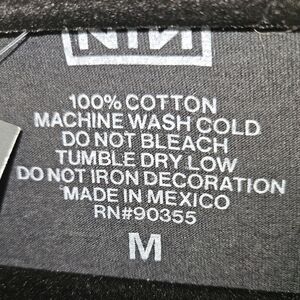 NIN
100% COTTON
MACHINE WASH COLD
DO NOT BLEACH
TUMBLE DRY LOW
DO NOT IRON DECORATION
MADE IN MEXICO
RN#90355
M